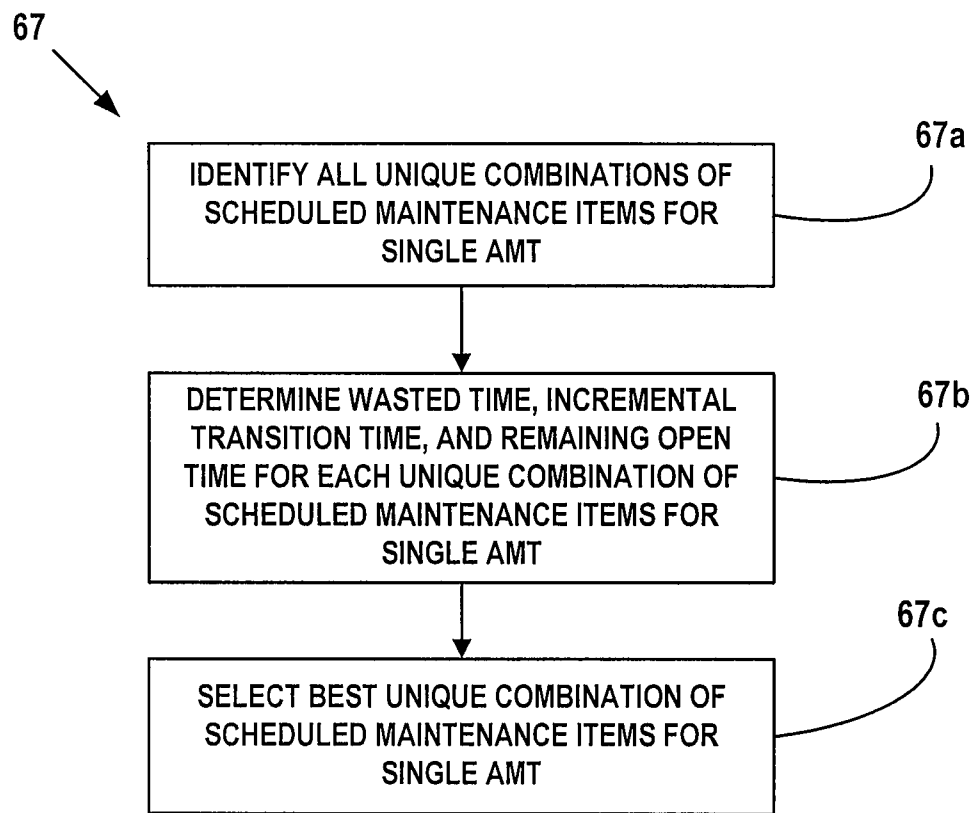 67
67a
IDENTIFY ALL UNIQUE COMBINATIONS OF
SCHEDULED MAINTENANCE ITEMS FOR
SINGLE AMT
67b
DETERMINE WASTED TIME, INCREMENTAL
TRANSITION TIME, AND REMAINING OPEN
TIME FOR EACH UNIQUE COMBINATION OF
SCHEDULED MAINTENANCE ITEMS FOR
SINGLE AMT
67c
SELECT BEST UNIQUE COMBINATION OF
SCHEDULED MAINTENANCE ITEMS FOR
SINGLE AMT